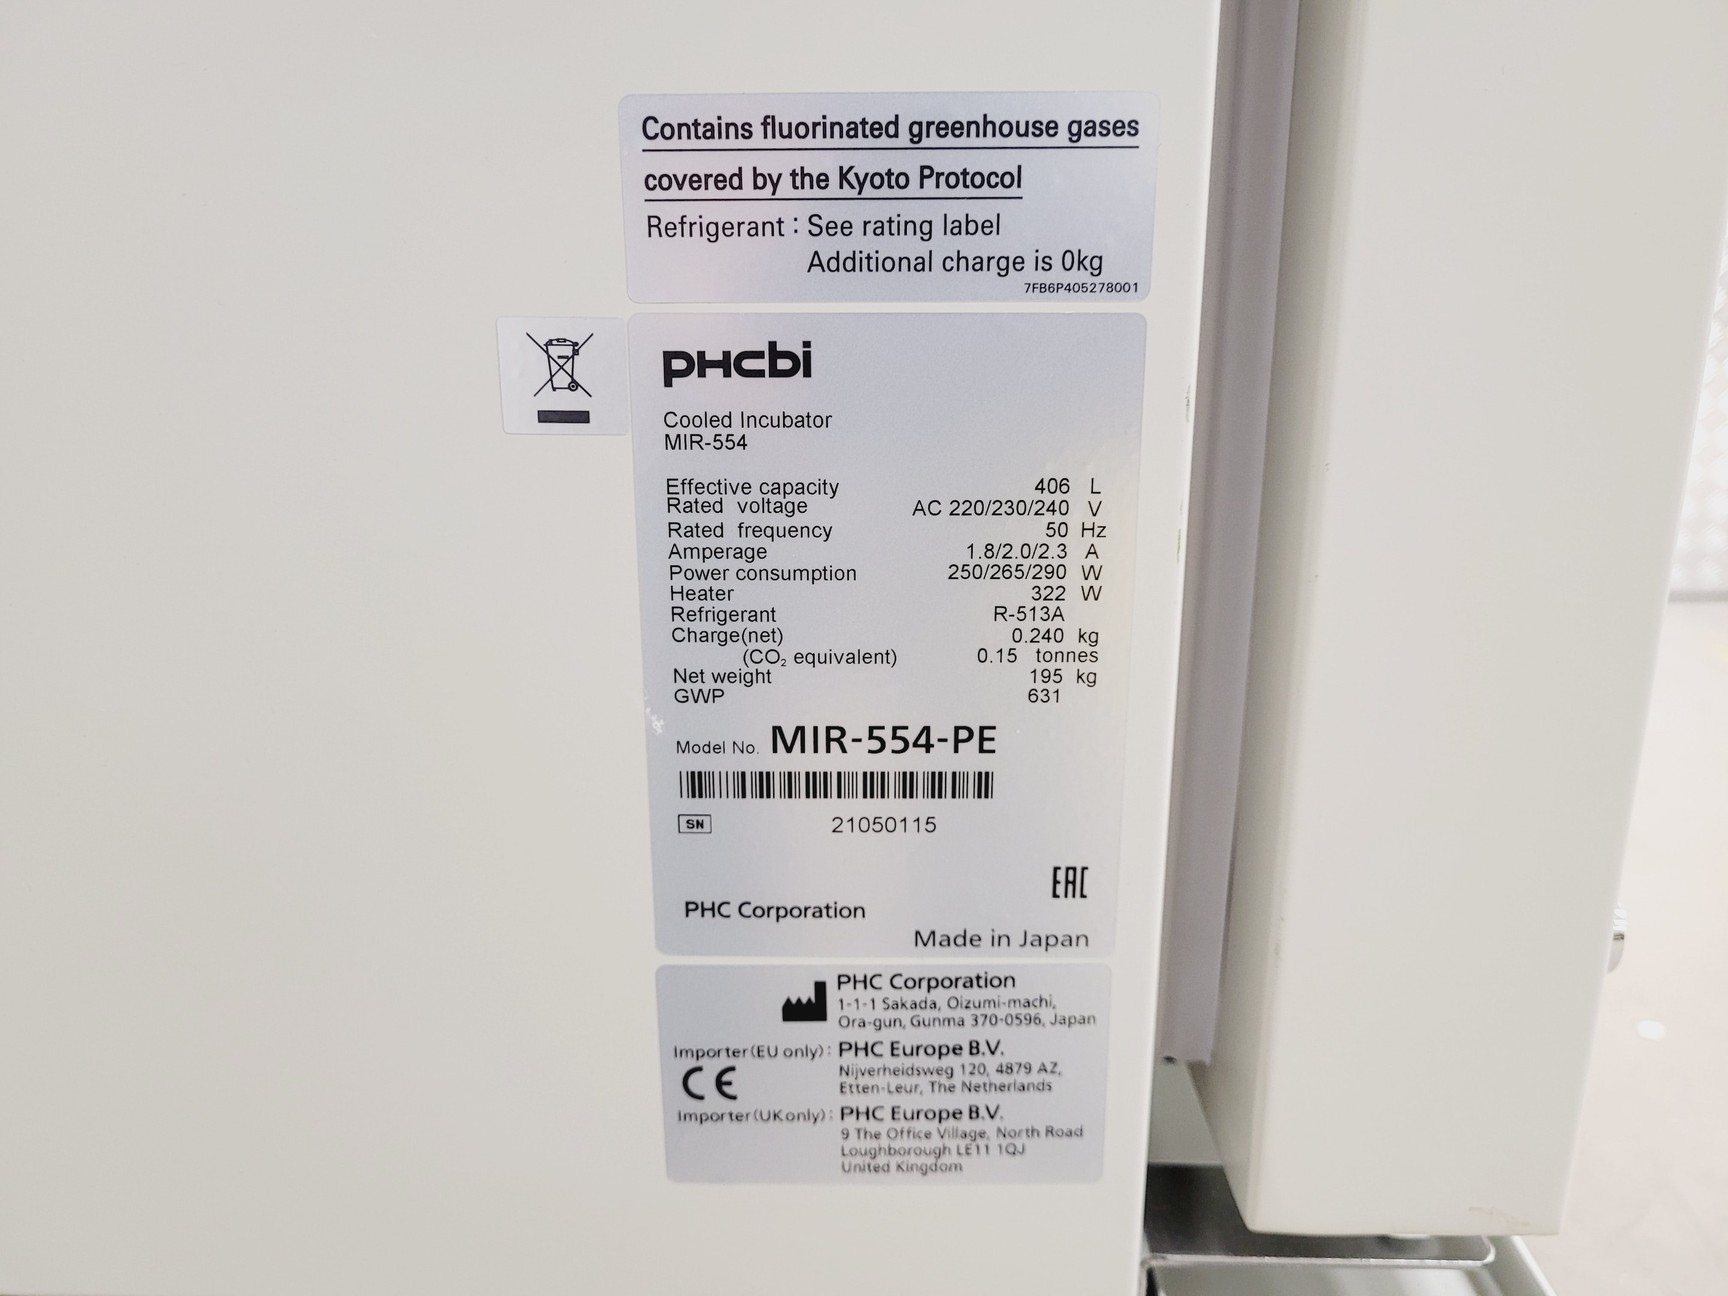 Contains fluorinated greenhouse gases
covered by the Kyoto Protocol
Refrigerant : See rating label
Additional charge is 0kg
7FB6P405278001
PHCbi
Cooled Incubator
MIR-554
Effective capacity 406 L
Rated voltage AC 220/230/240 V
Rated frequency 50 Hz
Amperage 1.8/2.0/2.3 A
Power consumption 250/265/290 W
Heater 322 W
Refrigerant R-513A
Charge(net) 0.240 kg
(CO₂ equivalent) 0.15 tonnes
Net weight 195 kg
GWP 631
Model No. MIR-554-PE
SN 21050115
EAC
PHC Corporation
Made in Japan
PHC Corporation
1-1-1 Sakada, Oizumi-machi,
Ora-gun, Gunma 370-0596, Japan
Importer(EU only) : PHC Europe B.V.
CE
Nijverheidsweg 120, 4879 AZ,
Etten-Leur, The Netherlands
Importer(UK only) : PHC Europe B.V.
9 The Office Village, North Road
Loughborough LE11 1QJ
United Kingdom